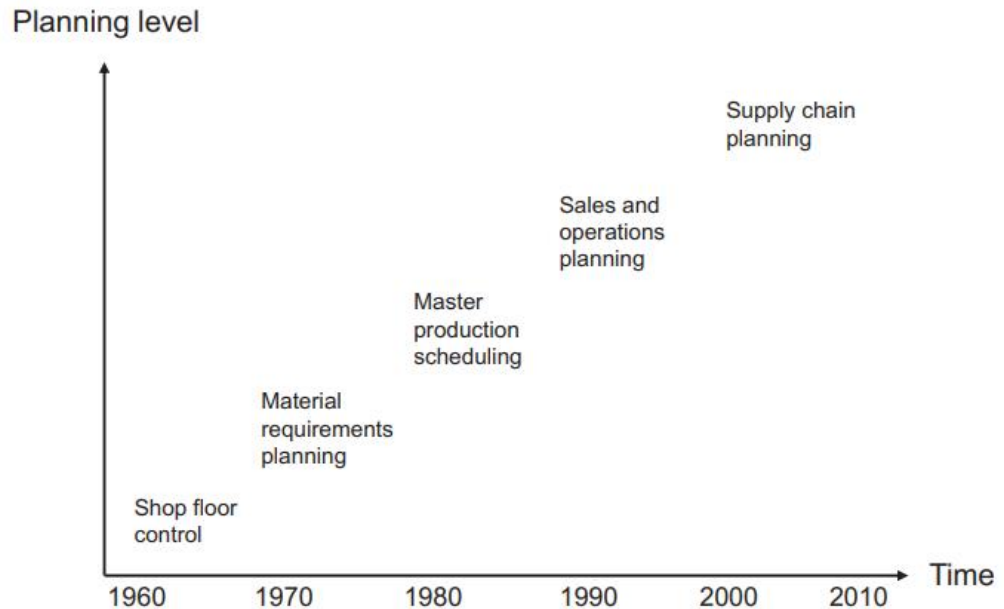 Planning level
Supply chain
planning
Sales and
operations
planning
Master
production
scheduling
Material
requirements
planning
Shop floor
control
Time
1960 1970 1980 1990 2000 2010